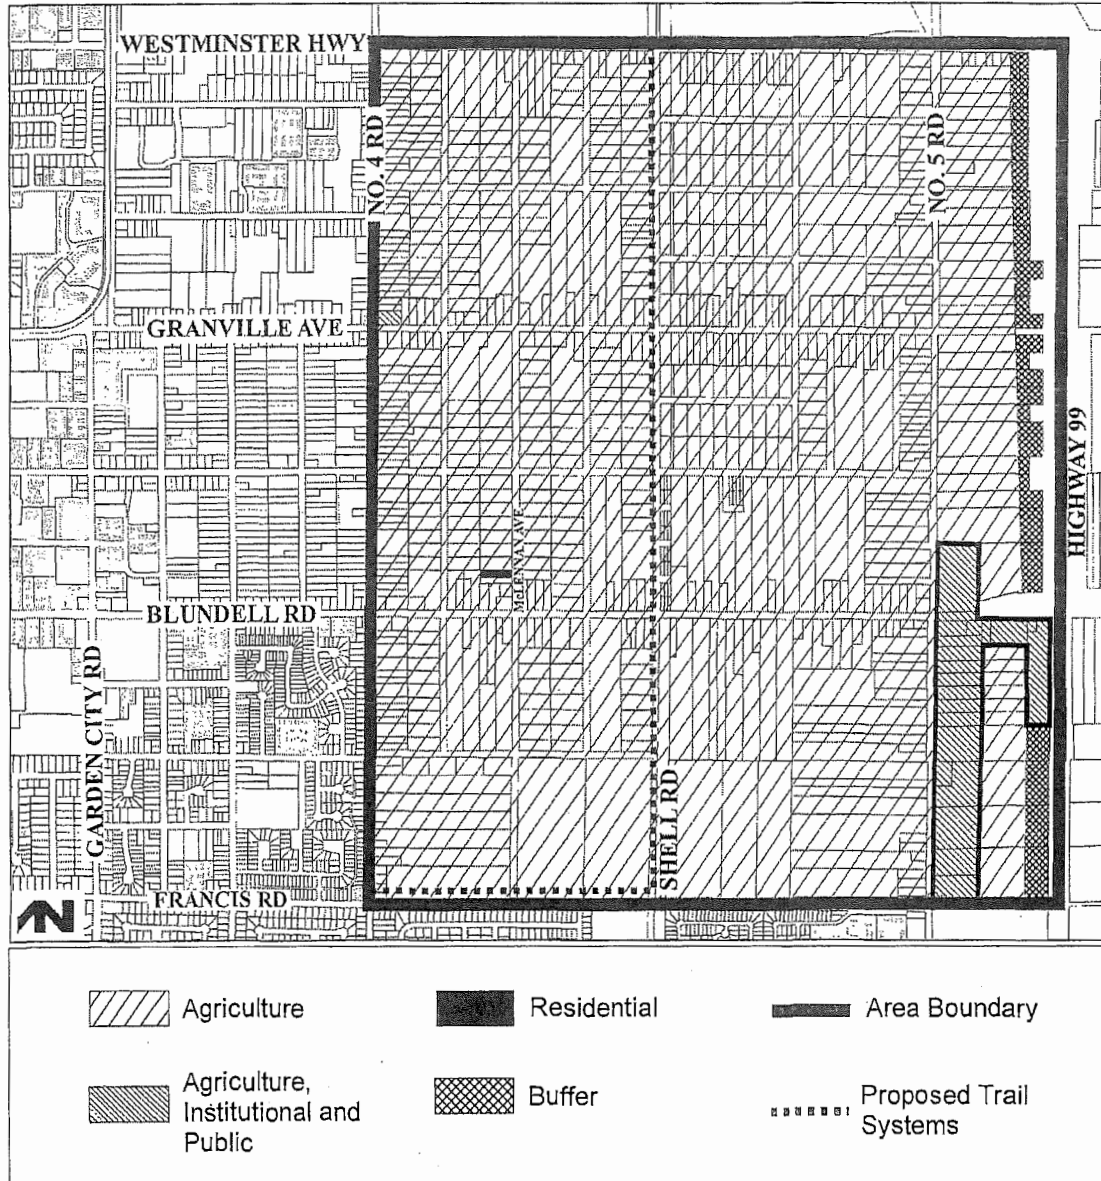 WESTMINSTER HWY
NO. 4 RD
NO. 5 RD
GRANVILLE AVE
HIGHWAY 99
McLENNAN AVE
BLUNDELL RD
GARDEN CITY RD
SHELL RD
FRANCIS RD
N
Agriculture
Residential
Area Boundary
Agriculture,
Institutional and
Public
Buffer
Proposed Trail
Systems